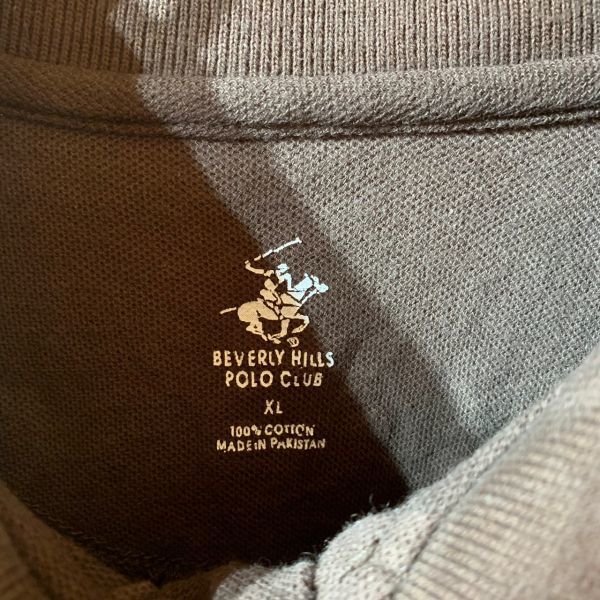 BEVERLY HILLS
POLO CLUB
XL
100% COTTON
MADE IN PAKISTAN